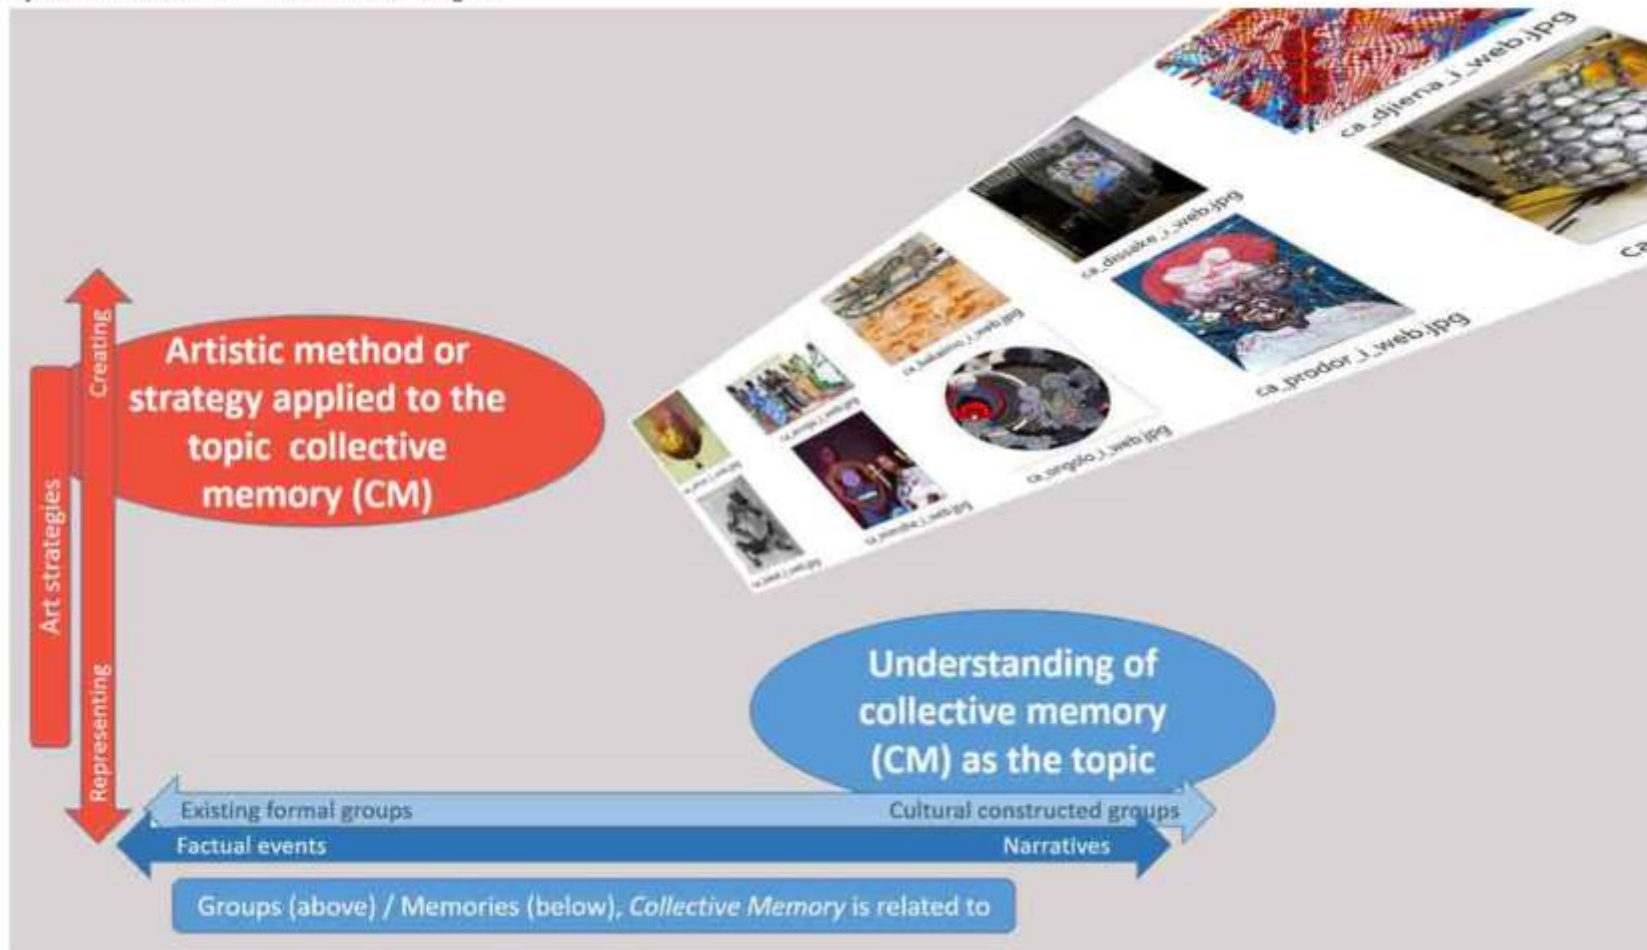 ca_djiena_i_web.jpg
ca_dissake_i_web.jpg
ca_prodor_i_web.jpg
ca_ongolo_i_web.jpg
Creating
Representing
Art strategies
Artistic method or
strategy applied to the
topic collective
memory (CM)
Understanding of
collective memory
(CM) as the topic
Existing formal groups
Cultural constructed groups
Factual events
Narratives
Groups (above) / Memories (below), Collective Memory is related to